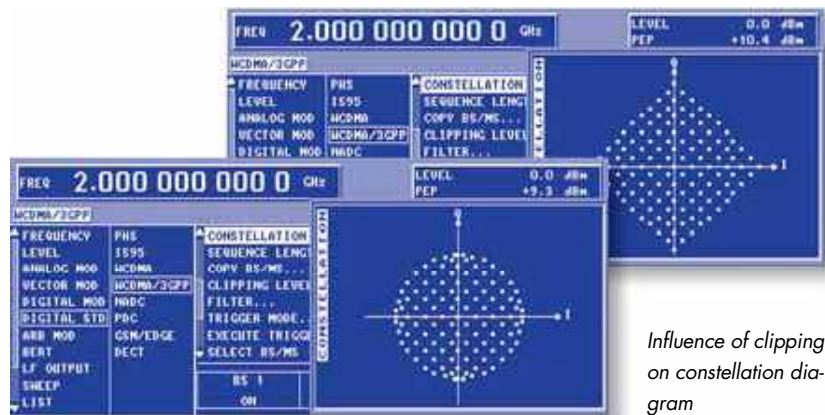 FREQ 2.000 000 000 0 GHz
LEVEL 0.0 dBm
PEP +10.4 dBm
WCDMA/3GPP
FREQUENCY PHS CONSTELLATION
LEVEL IS95 SEQUENCE LENGT
ANALOG MOD WCDMA COPY BS/MS...
VECTOR MOD WCDMA/3GPP CLIPPING LEVEL
DIGITAL MOD NADC FILTER...
Q
I
FREQ 2.000 000 000 0 GHz
LEVEL 0.0 dBm
PEP +9.3 dBm
WCDMA/3GPP
FREQUENCY PHS CONSTELLATION
LEVEL IS95 SEQUENCE LENGT
ANALOG MOD WCDMA COPY BS/MS...
VECTOR MOD WCDMA/3GPP CLIPPING LEVEL
DIGITAL MOD NADC FILTER...
DIGITAL STD PDC TRIGGER MODE..
ARB MOD GSM/EDGE EXECUTE TRIGGE
BERT DECT SELECT BS/MS
LF OUTPUT
SWEEP BS 1
LIST ON
CONSTELLATION
Q
I
Influence of clipping
on constellation dia-
gram